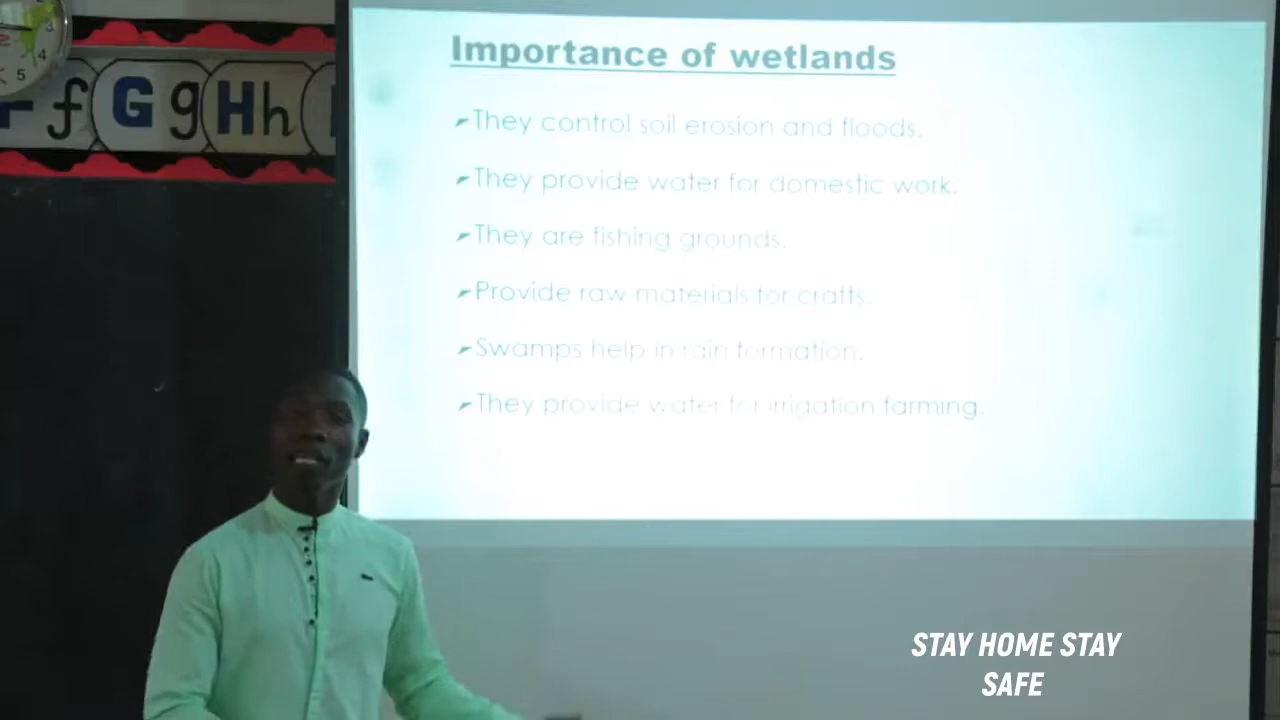 4
5
f
G g
H h
Importance of wetlands
They control soil erosion and floods.
They provide water for domestic work.
They are fishing grounds.
Provide raw materials for crafts.
Swamps help in rain formation.
They provide water for irrigation farming.
STAY HOME STAY
SAFE